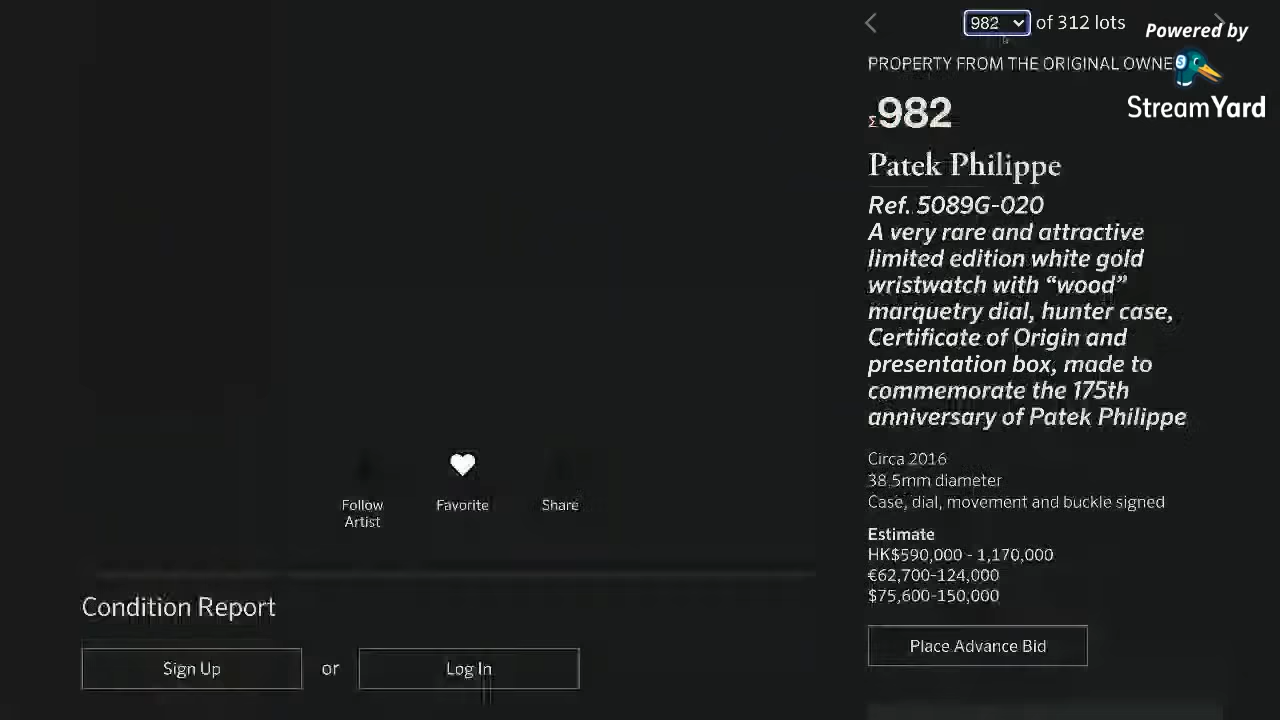 982 of 312 lots
Powered by
StreamYard
PROPERTY FROM THE ORIGINAL OWNE
Σ982
Patek Philippe
Ref. 5089G-020
A very rare and attractive
limited edition white gold
wristwatch with “wood”
marquetry dial, hunter case,
Certificate of Origin and
presentation box, made to
commemorate the 175th
anniversary of Patek Philippe
Circa 2016
38.5mm diameter
Case, dial, movement and buckle signed
Estimate
HK$590,000 - 1,170,000
€62,700-124,000
$75,600-150,000
Place Advance Bid
Follow
Artist
Favorite
Share
Condition Report
Sign Up
or
Log In